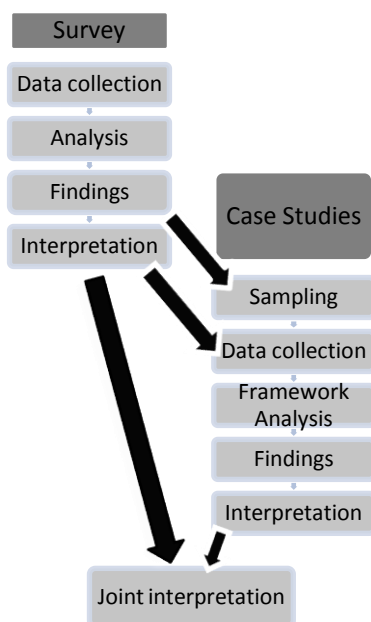 Survey
Data collection
Analysis
Findings
Interpretation
Case Studies
Sampling
Data collection
Framework
Analysis
Findings
Interpretation
Joint interpretation